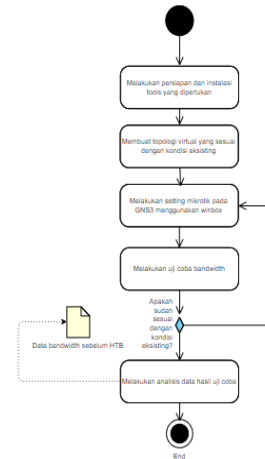 Melakukan persiapan dan instalasi
tools yang diperlukan
Membuat topologi virtual yang sesuai
dengan kondisi eksisting
Melakukan setting mikrotik pada
GNS3 menggunakan winbox
Melakukan uji coba bandwidth
Apakah
sudah
sesuai
dengan
kondisi
eksisting?
Data bandwidth sebelum HTB
Melakukan analisis data hasil uji coba
End